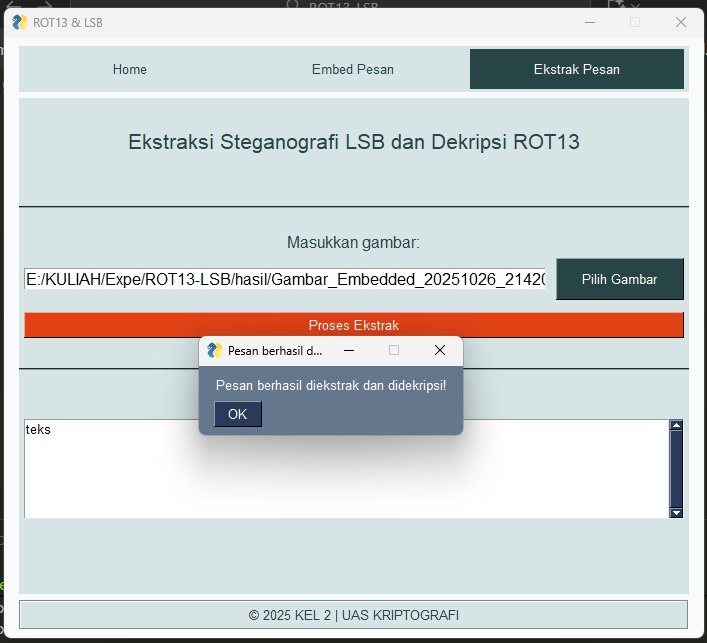 ROT13 & LSB
Home
Embed Pesan
Ekstrak Pesan
Ekstraksi Steganografi LSB dan Dekripsi ROT13
Masukkan gambar:
E:/KULIAH/Expe/ROT13-LSB/hasil/Gambar_Embedded_20251026_21420
Pilih Gambar
Proses Ekstrak
Pesan berhasil d...
Pesan berhasil diekstrak dan didekripsi!
OK
teks
© 2025 KEL 2 | UAS KRIPTOGRAFI